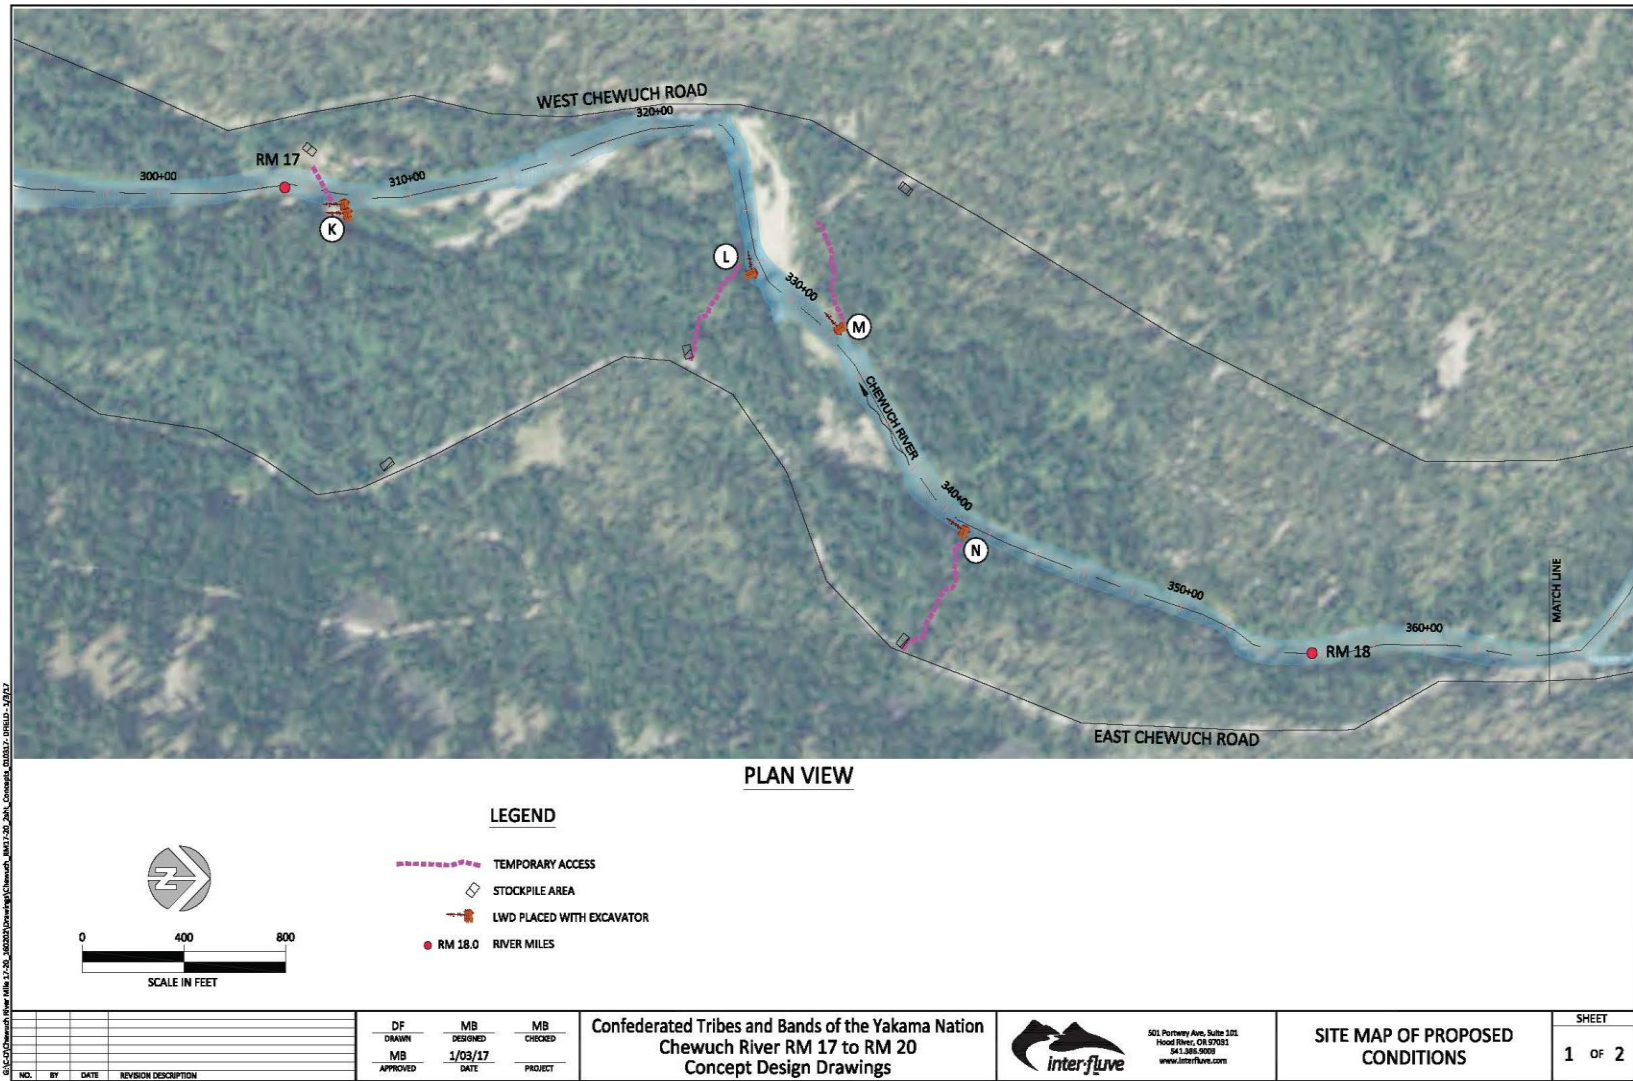 WEST CHEWUCH ROAD
320+00
RM 17
300+00
310+00
K
L
330+00
M
CHEWUCH RIVER
340+00
N
350+00
MATCH LINE
360+00
RM 18
EAST CHEWUCH ROAD
PLAN VIEW
LEGEND
TEMPORARY ACCESS
STOCKPILE AREA
LWD PLACED WITH EXCAVATOR
RM 18.0 RIVER MILES
N
0 400 800
SCALE IN FEET
NO. BY DATE REVISION DESCRIPTION
DF MB MB
DRAWN DESIGNED CHECKED
MB 1/03/17
APPROVED DATE PROJECT
Confederated Tribes and Bands of the Yakama Nation
Chewuch River RM 17 to RM 20
Concept Design Drawings
inter-fluve
501 Portway Ave, Suite 101
Hood River, OR 97031
541.386.9003
www.interfluve.com
SITE MAP OF PROPOSED
CONDITIONS
SHEET
1 OF 2